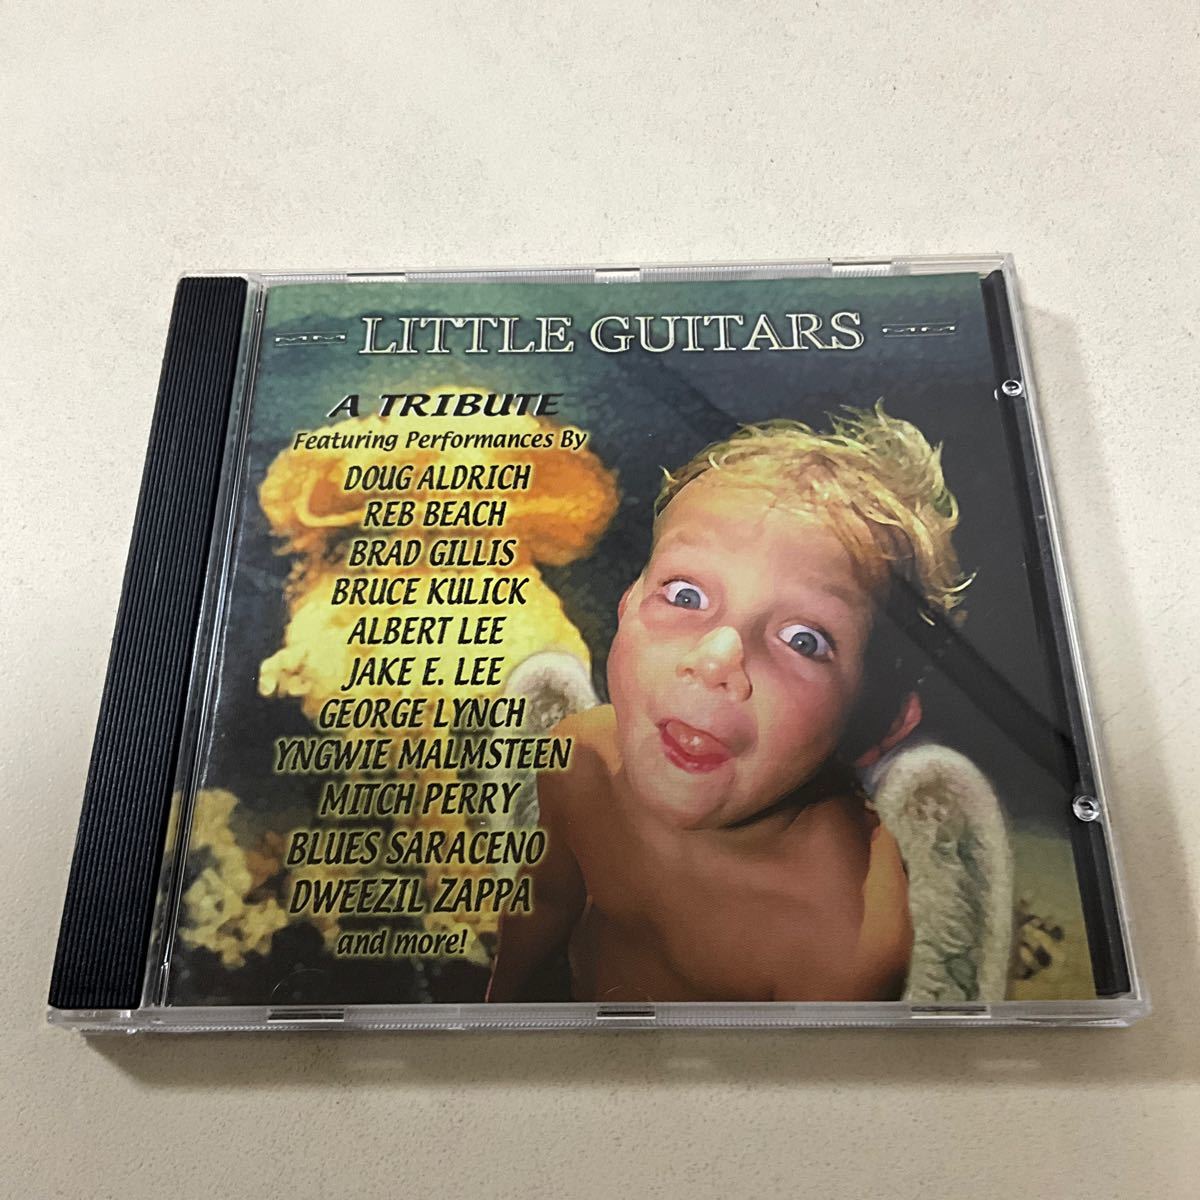 LITTLE GUITARS
A TRIBUTE
Featuring Performances By
DOUG ALDRICH
REB BEACH
BRAD GILLIS
BRUCE KULICK
ALBERT LEE
JAKE E. LEE
GEORGE LYNCH
YNGWIE MALMSTEEN
MITCH PERRY
BLUES SARACENO
DWEEZIL ZAPPA
and more!